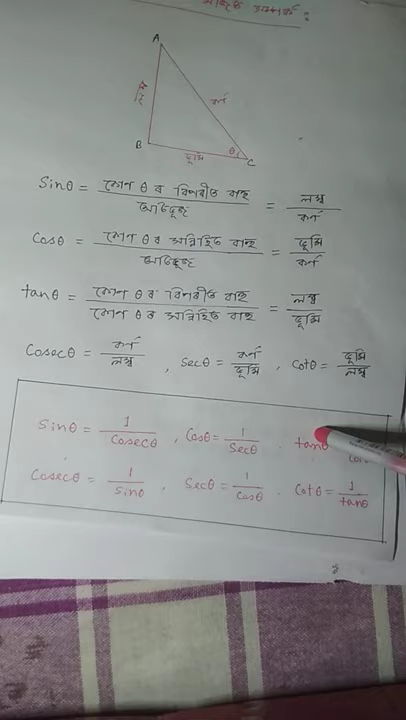 A
লম্ব
কর্ণ
B
ভূমি
θ
C
Sinθ = কোণ θ র বিপরীত বাহু / অতিভূজ = লম্ব / কর্ণ
Cosθ = কোণ θ র সন্নিহিত বাহু / অতিভূজ = ভূমি / কর্ণ
tanθ = কোণ θ র বিপরীত বাহু / কোণ θ র সন্নিহিত বাহু = লম্ব / ভূমি
Cosecθ = কর্ণ / লম্ব , Secθ = কর্ণ / ভূমি , Cotθ = ভূমি / লম্ব
Sinθ = 1 / Cosecθ , Cosθ = 1 / Secθ , tanθ
Cosecθ = 1 / Sinθ , Secθ = 1 / Cosθ , Cotθ = 1 / tanθ